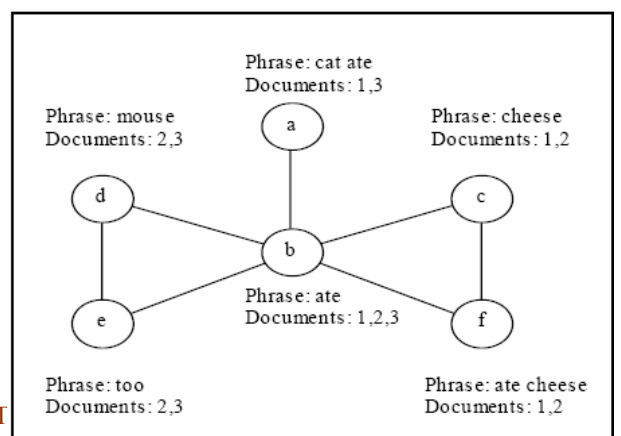 Phrase: cat ate
Documents: 1,3
a
Phrase: mouse
Documents: 2,3
d
Phrase: cheese
Documents: 1,2
c
b
Phrase: ate
Documents: 1,2,3
e
Phrase: too
Documents: 2,3
f
Phrase: ate cheese
Documents: 1,2